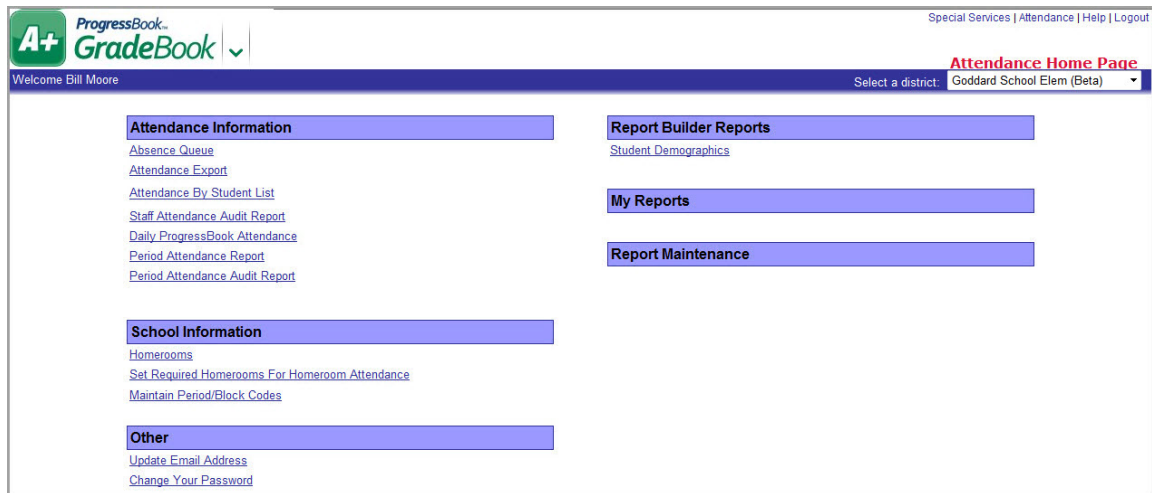 Special Services | Attendance | Help | Logout
A+ ProgressBook
GradeBook
Attendance Home Page
Welcome Bill Moore
Select a district: Goddard School Elem (Beta)
Attendance Information
Absence Queue
Attendance Export
Attendance By Student List
Staff Attendance Audit Report
Daily ProgressBook Attendance
Period Attendance Report
Period Attendance Audit Report
School Information
Homerooms
Set Required Homerooms For Homeroom Attendance
Maintain Period/Block Codes
Other
Update Email Address
Change Your Password
Report Builder Reports
Student Demographics
My Reports
Report Maintenance